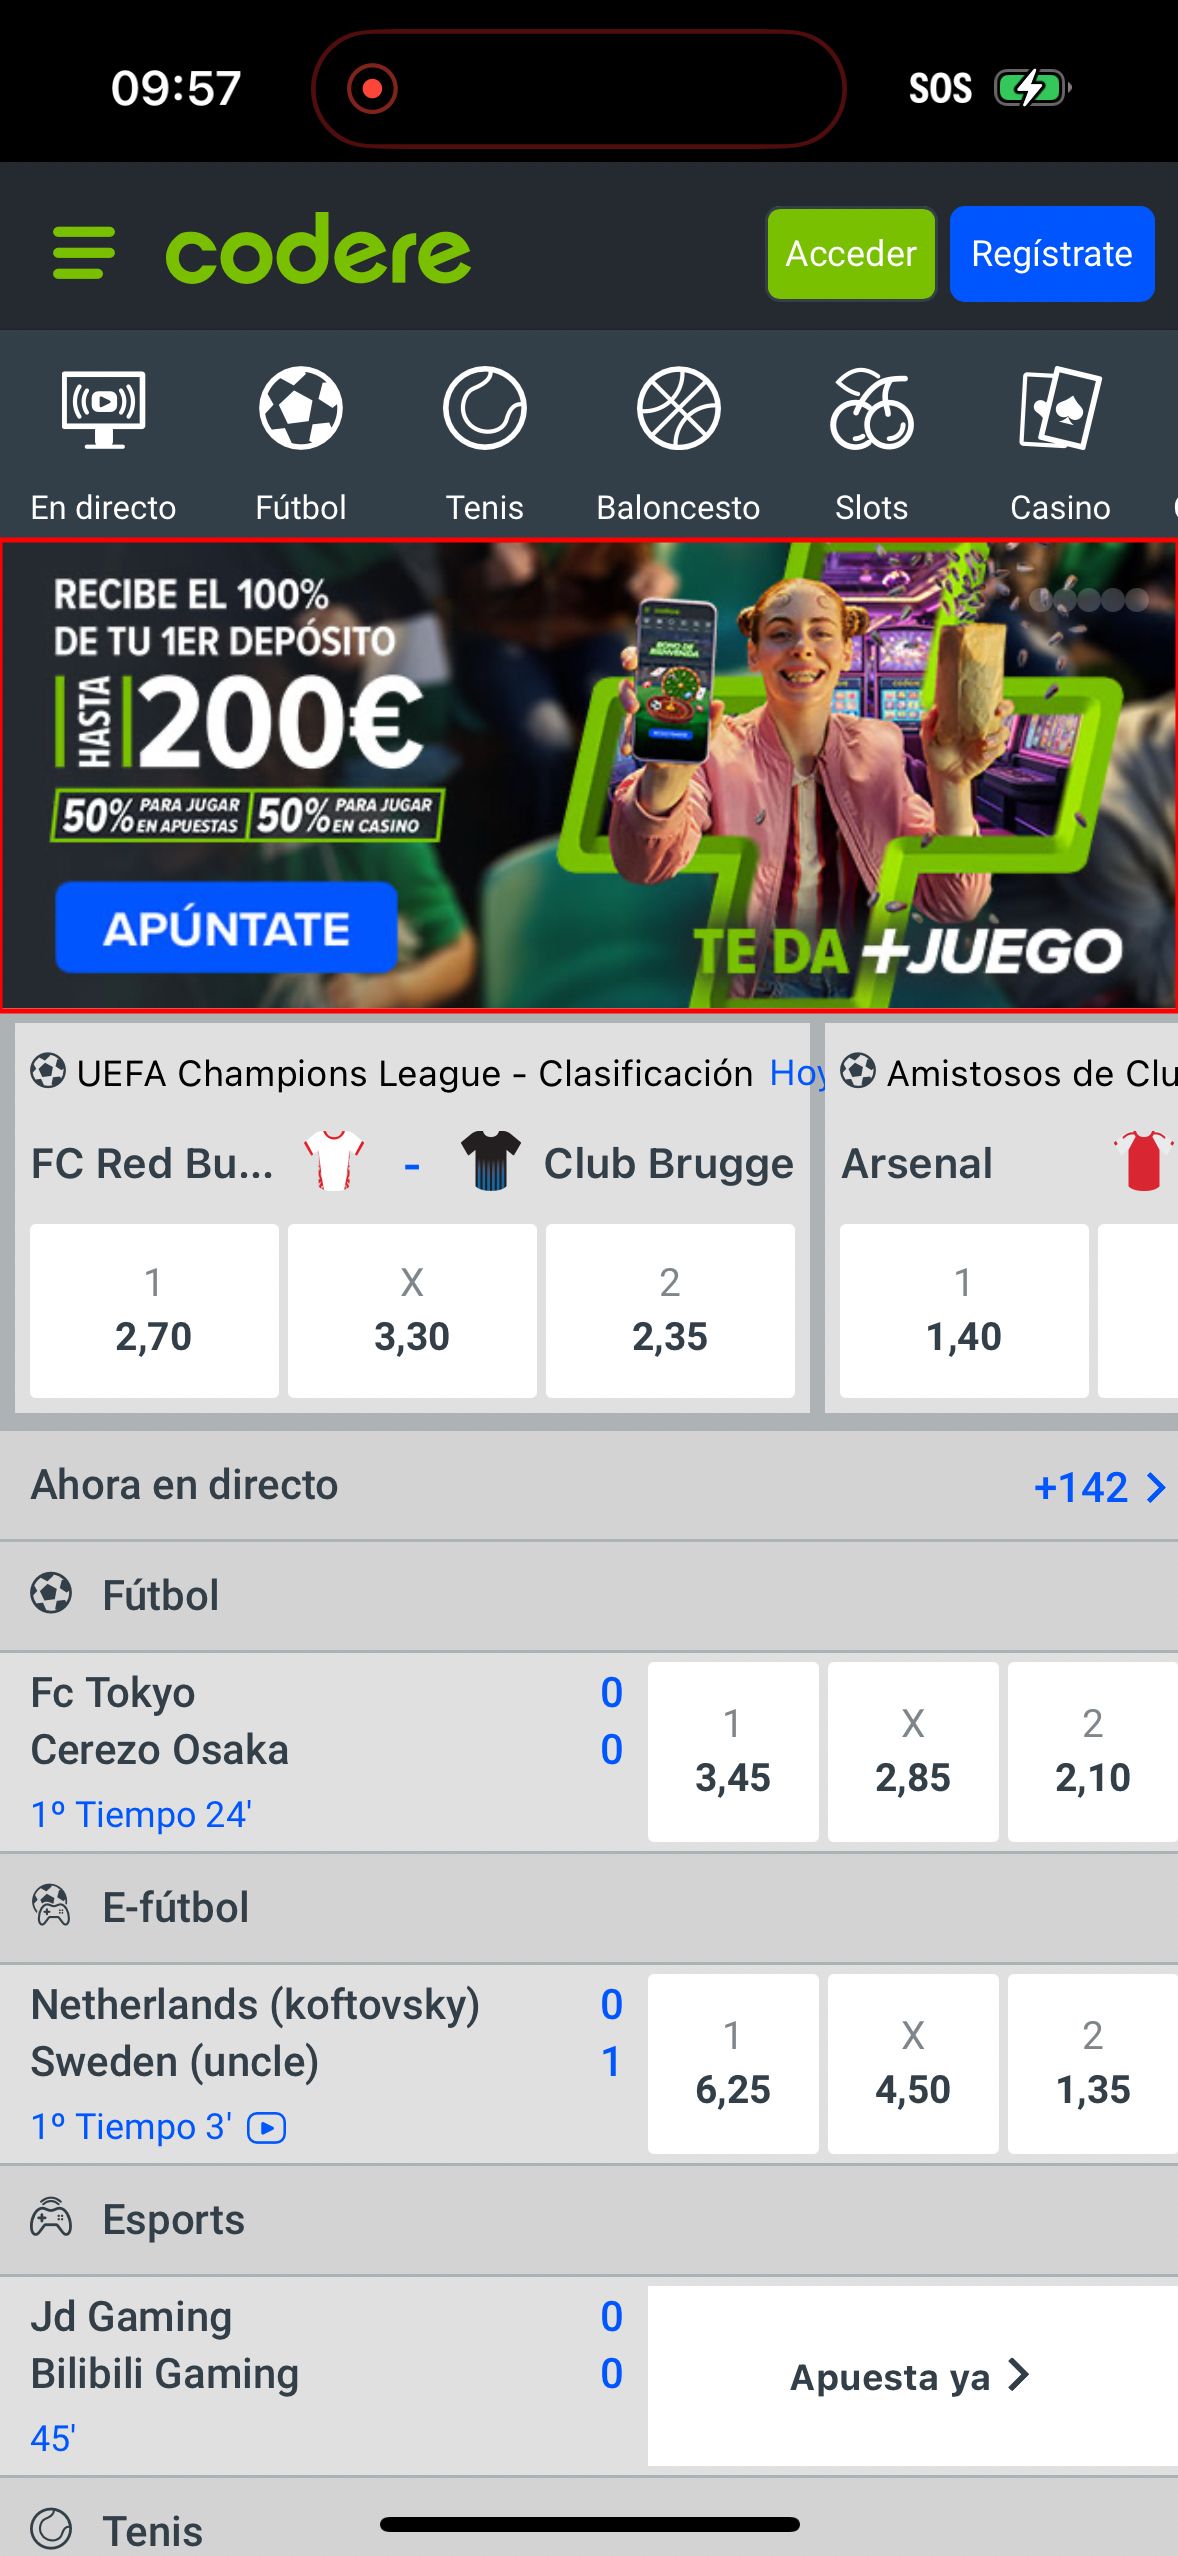 09:57
SOS
codere
Acceder
Regístrate
En directo
Fútbol
Tenis
Baloncesto
Slots
Casino
RECIBE EL 100%
DE TU 1ER DEPÓSITO
HASTA
200€
50% PARA JUGAR EN APUESTAS
50% PARA JUGAR EN CASINO
APÚNTATE
TE DA +JUEGO
UEFA Champions League - Clasificación Hoy
FC Red Bu... - Club Brugge
1 X 2
2,70 3,30 2,35
Amistosos de Clu
Arsenal
1
1,40
Ahora en directo
+142
Fútbol
Fc Tokyo 0
Cerezo Osaka 0
1º Tiempo 24'
1 X 2
3,45 2,85 2,10
E-fútbol
Netherlands (koftovsky) 0
Sweden (uncle) 1
1º Tiempo 3'
1 X 2
6,25 4,50 1,35
Esports
Jd Gaming 0
Bilibili Gaming 0
45'
Apuesta ya
Tenis